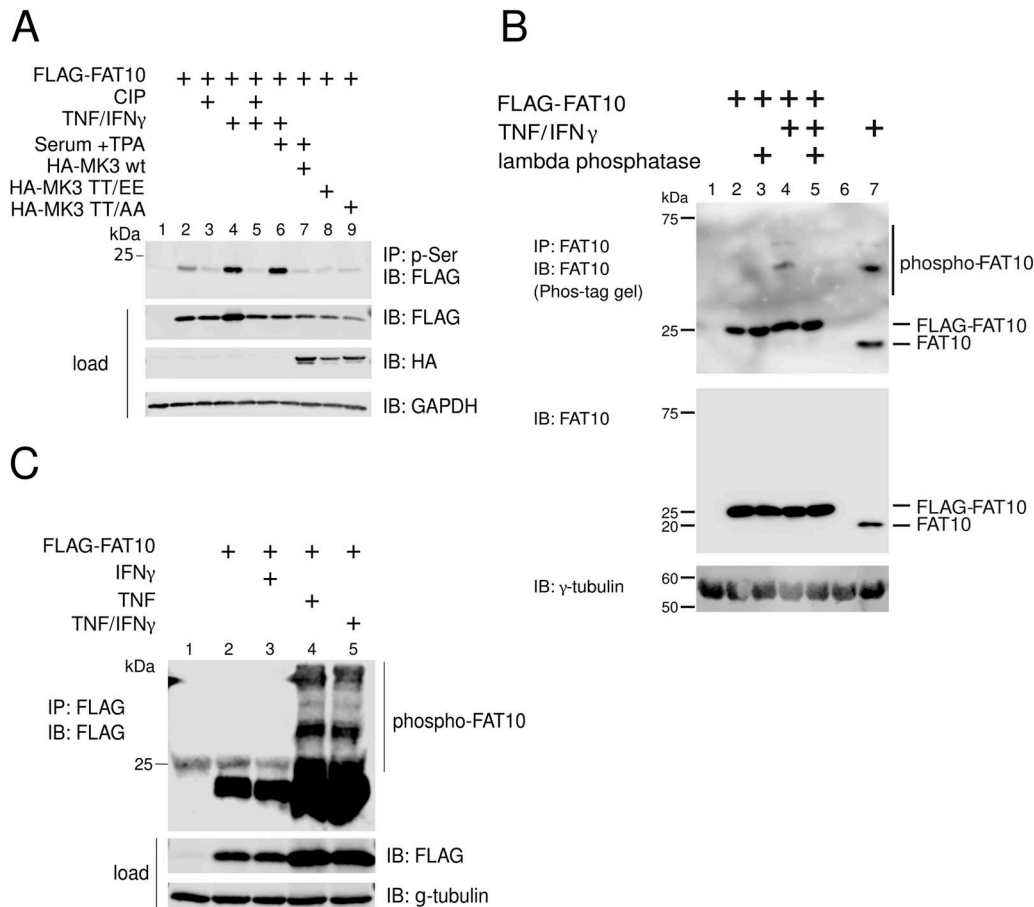 A
FLAG-FAT10 + + + + + + + +
CIP + +
TNF/IFNγ + + +
Serum +TPA + +
HA-MK3 wt +
HA-MK3 TT/EE +
HA-MK3 TT/AA +
kDa 1 2 3 4 5 6 7 8 9
25
IP: p-Ser
IB: FLAG
load
IB: FLAG
IB: HA
IB: GAPDH
B
FLAG-FAT10 + + + +
TNF/IFN γ + + +
lambda phosphatase + +
kDa 1 2 3 4 5 6 7
75
IP: FAT10
IB: FAT10
(Phos-tag gel)
phospho-FAT10
25
FLAG-FAT10
FAT10
IB: FAT10
75
25
20
FLAG-FAT10
FAT10
IB: γ-tubulin
60
50
C
FLAG-FAT10 + + + +
IFNγ +
TNF +
TNF/IFNγ +
1 2 3 4 5
kDa
IP: FLAG
IB: FLAG
phospho-FAT10
25
load
IB: FLAG
IB: g-tubulin